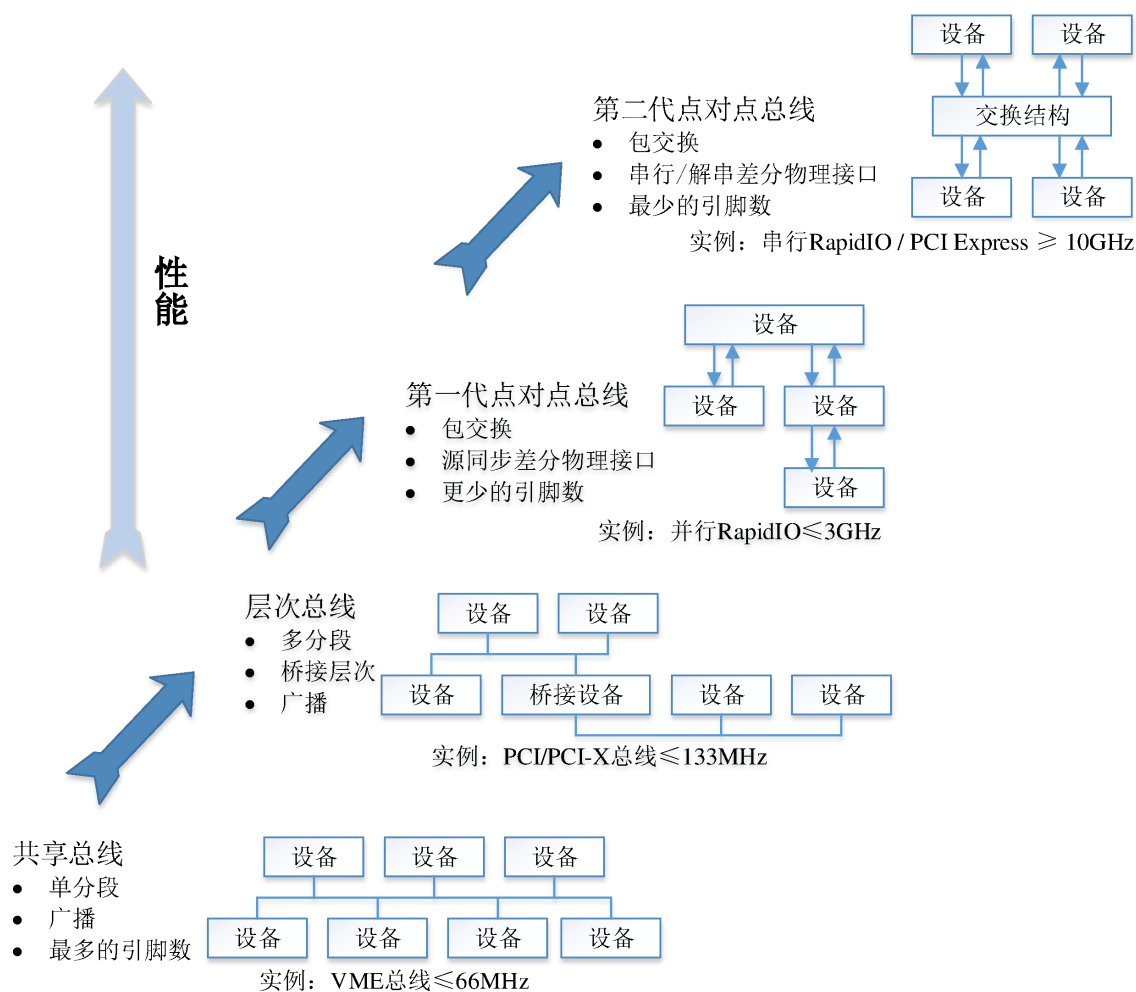 设备
设备
交换结构
设备
设备
第二代点对点总线
● 包交换
● 串行/解串差分物理接口
● 最少的引脚数
实例：串行RapidIO / PCI Express ≥ 10GHz
性能
设备
设备
设备
设备
第一代点对点总线
● 包交换
● 源同步差分物理接口
● 更少的引脚数
实例：并行RapidIO≤3GHz
层次总线
● 多分段
● 桥接层次
● 广播
设备
设备
设备
桥接设备
设备
设备
实例：PCI/PCI-X总线≤133MHz
共享总线
● 单分段
● 广播
● 最多的引脚数
设备
设备
设备
设备
设备
设备
设备
实例：VME总线≤66MHz